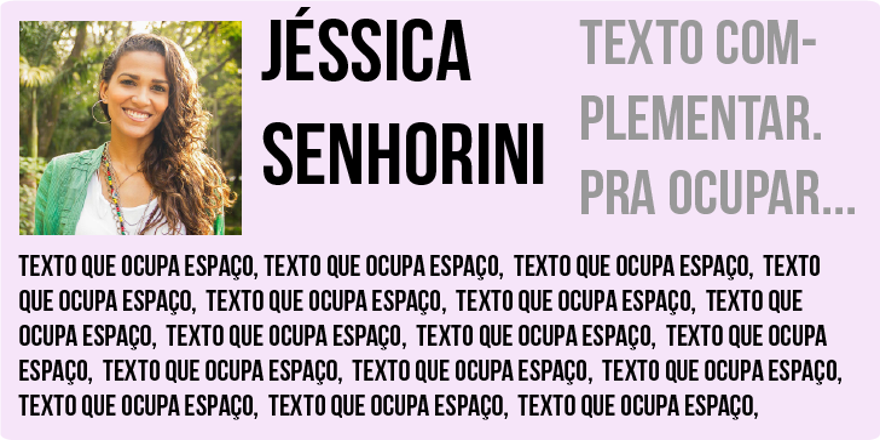 JÉSSICA
SENHORINI
TEXTO COM-
PLEMENTAR.
PRA OCUPAR...
TEXTO QUE OCUPA ESPAÇO, TEXTO QUE OCUPA ESPAÇO, TEXTO QUE OCUPA ESPAÇO, TEXTO
QUE OCUPA ESPAÇO, TEXTO QUE OCUPA ESPAÇO, TEXTO QUE OCUPA ESPAÇO, TEXTO QUE
OCUPA ESPAÇO, TEXTO QUE OCUPA ESPAÇO, TEXTO QUE OCUPA ESPAÇO, TEXTO QUE OCUPA
ESPAÇO, TEXTO QUE OCUPA ESPAÇO, TEXTO QUE OCUPA ESPAÇO, TEXTO QUE OCUPA ESPAÇO,
TEXTO QUE OCUPA ESPAÇO, TEXTO QUE OCUPA ESPAÇO, TEXTO QUE OCUPA ESPAÇO,